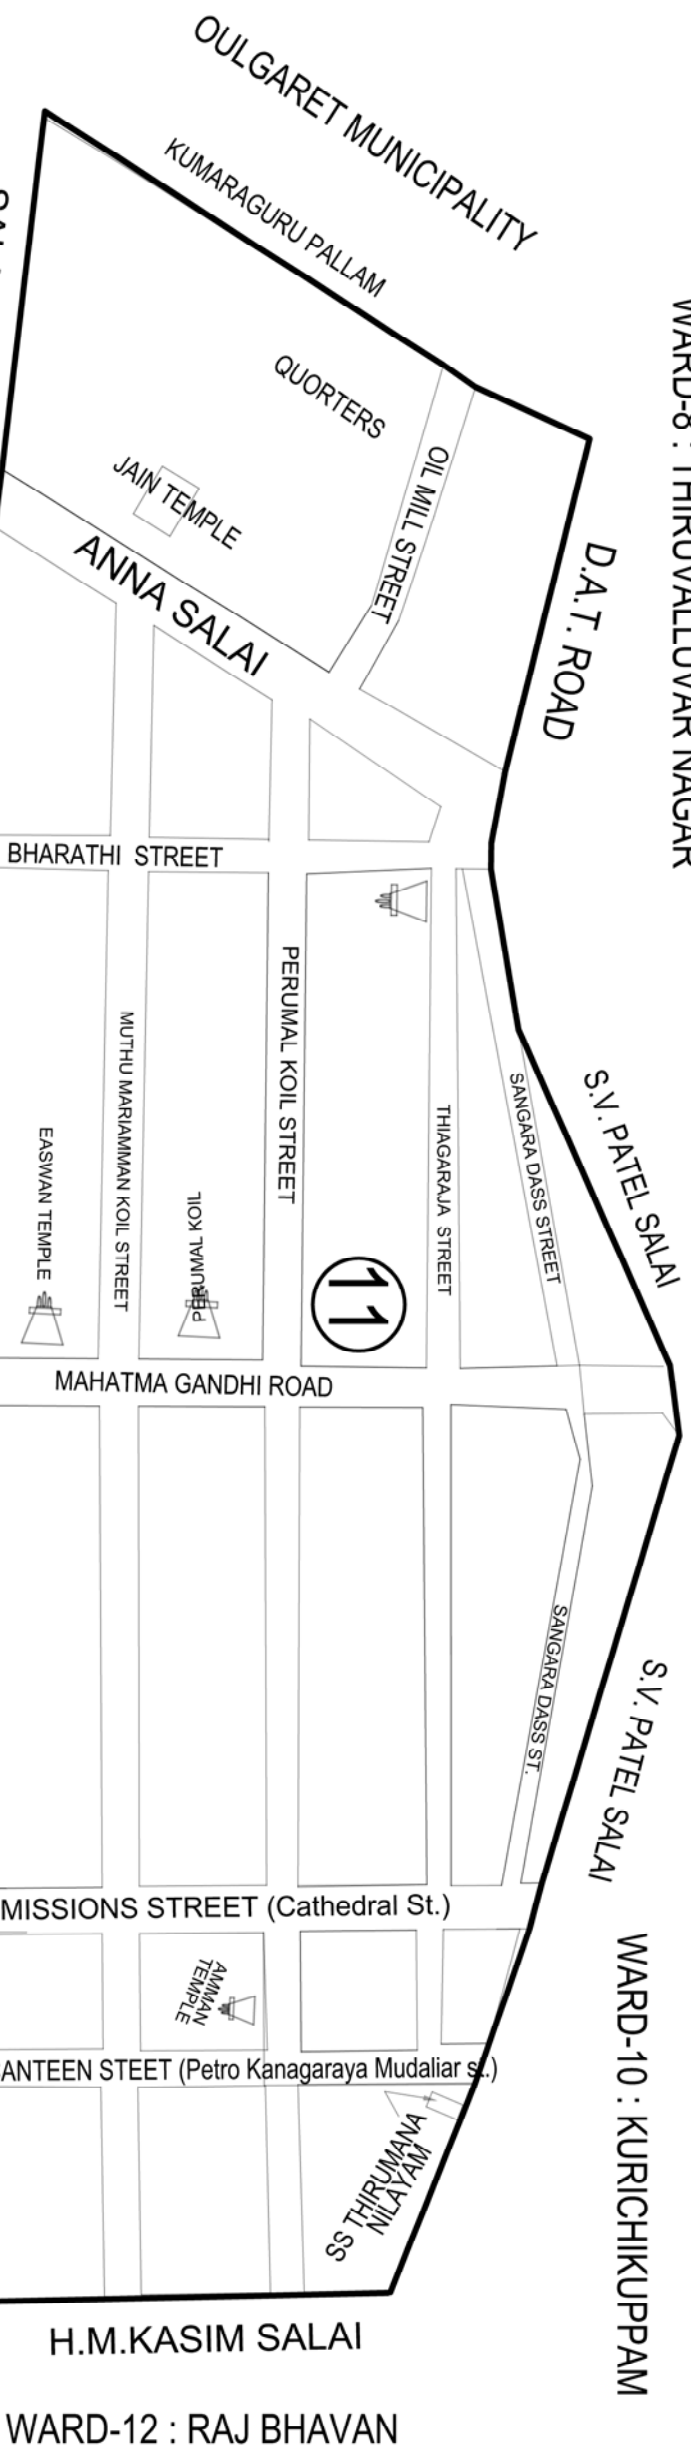 OULGARET MUNICIPALITY
KUMARAGURU PALLAM
WARD-8 : THIRUVALLUVAR NAGAR
QUORTERS
OIL MILL STREET
JAIN TEMPLE
ANNA SALAI
D.A.T. ROAD
BHARATHI STREET
PERUMAL KOIL STREET
MUTHU MARIAMMAN KOIL STREET
THIAGARAJA STREET
SANGARA DASS STREET
S.V. PATEL SALAI
EASWAN TEMPLE
PERUMAL KOIL
11
MAHATMA GANDHI ROAD
SANGARA DASS ST.
S.V. PATEL SALAI
MISSIONS STREET (Cathedral St.)
AMMAN
TEMPLE
WARD-10 : KURICHIKUPPAM
ANTEEN STEET (Petro Kanagaraya Mudaliar st.)
SS THIRUMANA
NILAYAM
H.M.KASIM SALAI
WARD-12 : RAJ BHAVAN